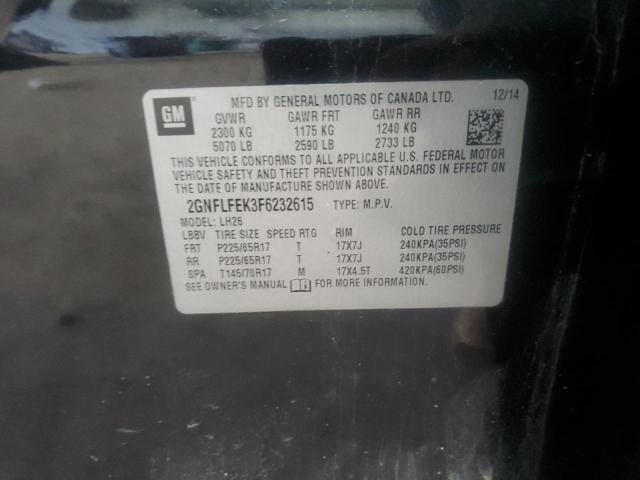 GM MFD BY GENERAL MOTORS OF CANADA LTD. 12/14
GVWR GAWR FRT GAWR RR
2300 KG 1175 KG 1240 KG
5070 LB 2590 LB 2733 LB
THIS VEHICLE CONFORMS TO ALL APPLICABLE U.S. FEDERAL MOTOR
VEHICLE SAFETY AND THEFT PREVENTION STANDARDS IN EFFECT ON
THE DATE OF MANUFACTURE SHOWN ABOVE.
2GNFLFEK3F6232615 TYPE: M.P.V.
MODEL: LH26
LBBV TIRE SIZE SPEED RTG RIM COLD TIRE PRESSURE
FRT P225/65R17 T 17X7J 240KPA(35PSI)
RR P225/65R17 T 17X7J 240KPA(35PSI)
SPA T145/70R17 M 17X4.5T 420KPA(60PSI)
SEE OWNER'S MANUAL FOR MORE INFORMATION.